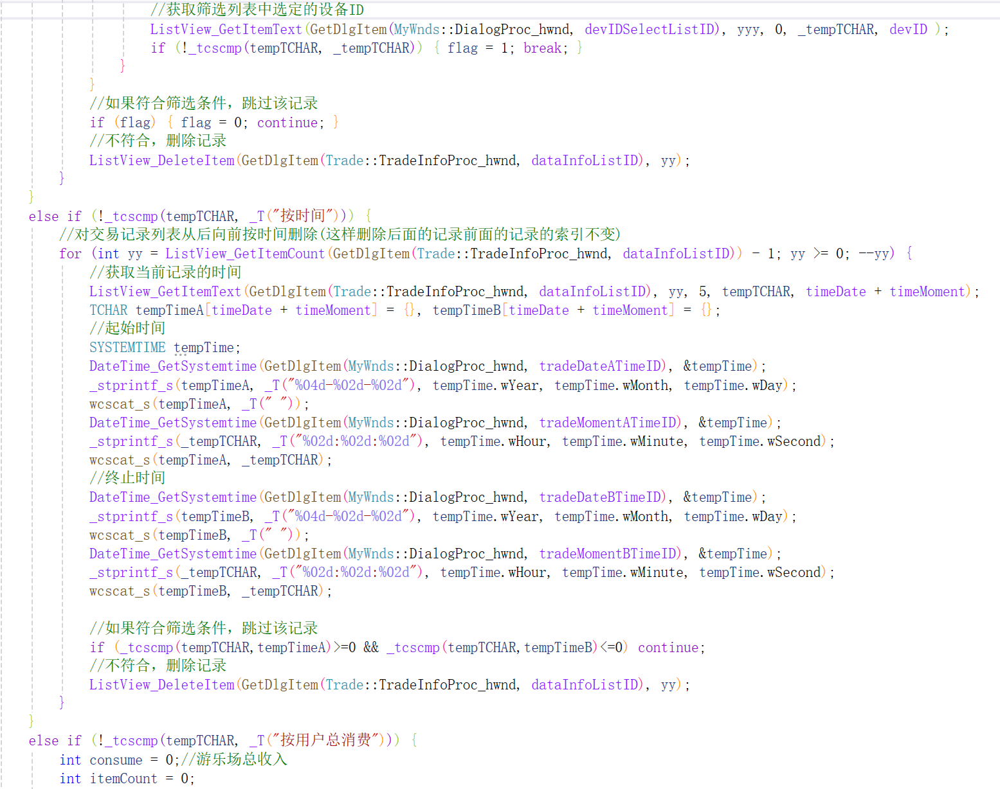 //获取筛选列表中选定的设备ID
ListView_GetItemText(GetDlgItem(MyWnds::DialogProc_hwnd, devIDSelectListID), yyy, 0, _tempTCHAR, devID );
if (!_tcscmp(tempTCHAR, _tempTCHAR)) { flag = 1; break; }
}
}
//如果符合筛选条件，跳过该记录
if (flag) { flag = 0; continue; }
//不符合，删除记录
ListView_DeleteItem(GetDlgItem(Trade::TradeInfoProc_hwnd, dataInfoListID), yy);
}
}
else if (!_tcscmp(tempTCHAR, _T("按时间"))) {
//对交易记录列表从后向前按时间删除(这样删除后面的记录前面的记录的索引不变)
for (int yy = ListView_GetItemCount(GetDlgItem(Trade::TradeInfoProc_hwnd, dataInfoListID)) - 1; yy >= 0; --yy) {
//获取当前记录的时间
ListView_GetItemText(GetDlgItem(Trade::TradeInfoProc_hwnd, dataInfoListID), yy, 5, tempTCHAR, timeDate + timeMoment);
TCHAR tempTimeA[timeDate + timeMoment] = {}, tempTimeB[timeDate + timeMoment] = {};
//起始时间
SYSTEMTIME tempTime;
DateTime_GetSystemtime(GetDlgItem(MyWnds::DialogProc_hwnd, tradeDateATimeID), &tempTime);
_stprintf_s(tempTimeA, _T("%04d-%02d-%02d"), tempTime.wYear, tempTime.wMonth, tempTime.wDay);
wcscat_s(tempTimeA, _T(" "));
DateTime_GetSystemtime(GetDlgItem(MyWnds::DialogProc_hwnd, tradeMomentATimeID), &tempTime);
_stprintf_s(_tempTCHAR, _T("%02d:%02d:%02d"), tempTime.wHour, tempTime.wMinute, tempTime.wSecond);
wcscat_s(tempTimeA, _tempTCHAR);
//终止时间
DateTime_GetSystemtime(GetDlgItem(MyWnds::DialogProc_hwnd, tradeDateBTimeID), &tempTime);
_stprintf_s(tempTimeB, _T("%04d-%02d-%02d"), tempTime.wYear, tempTime.wMonth, tempTime.wDay);
wcscat_s(tempTimeB, _T(" "));
DateTime_GetSystemtime(GetDlgItem(MyWnds::DialogProc_hwnd, tradeMomentBTimeID), &tempTime);
_stprintf_s(_tempTCHAR, _T("%02d:%02d:%02d"), tempTime.wHour, tempTime.wMinute, tempTime.wSecond);
wcscat_s(tempTimeB, _tempTCHAR);
//如果符合筛选条件，跳过该记录
if (_tcscmp(tempTCHAR,tempTimeA)>=0 && _tcscmp(tempTCHAR,tempTimeB)<=0) continue;
//不符合，删除记录
ListView_DeleteItem(GetDlgItem(Trade::TradeInfoProc_hwnd, dataInfoListID), yy);
}
}
else if (!_tcscmp(tempTCHAR, _T("按用户总消费"))) {
int consume = 0;//游乐场总收入
int itemCount = 0;